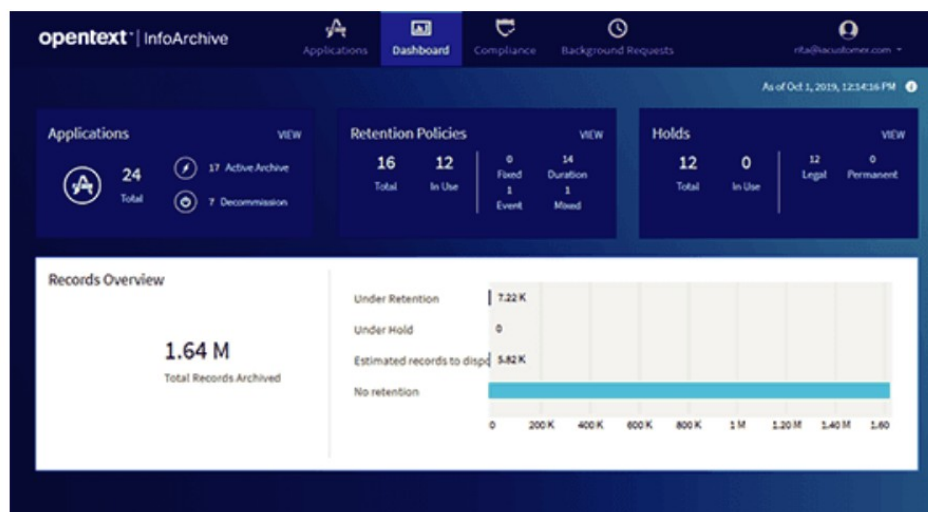 opentext™ | InfoArchive
Applications
Dashboard
Compliance
Background Requests
rita@iacustomer.com
As of Oct 1, 2019, 12:14:16 PM
Applications VIEW
24
Total
17 Active Archive
7 Decommission
Retention Policies VIEW
16 12
Total In Use
0 14
Fixed Duration
1 1
Event Mixed
Holds VIEW
12 0
Total In Use
12 0
Legal Permanent
Records Overview
1.64 M
Total Records Archived
Under Retention 7.22 K
Under Hold 0
Estimated records to dispo 5.82 K
No retention
0 200 K 400 K 600 K 800 K 1 M 1.20 M 1.40 M 1.60